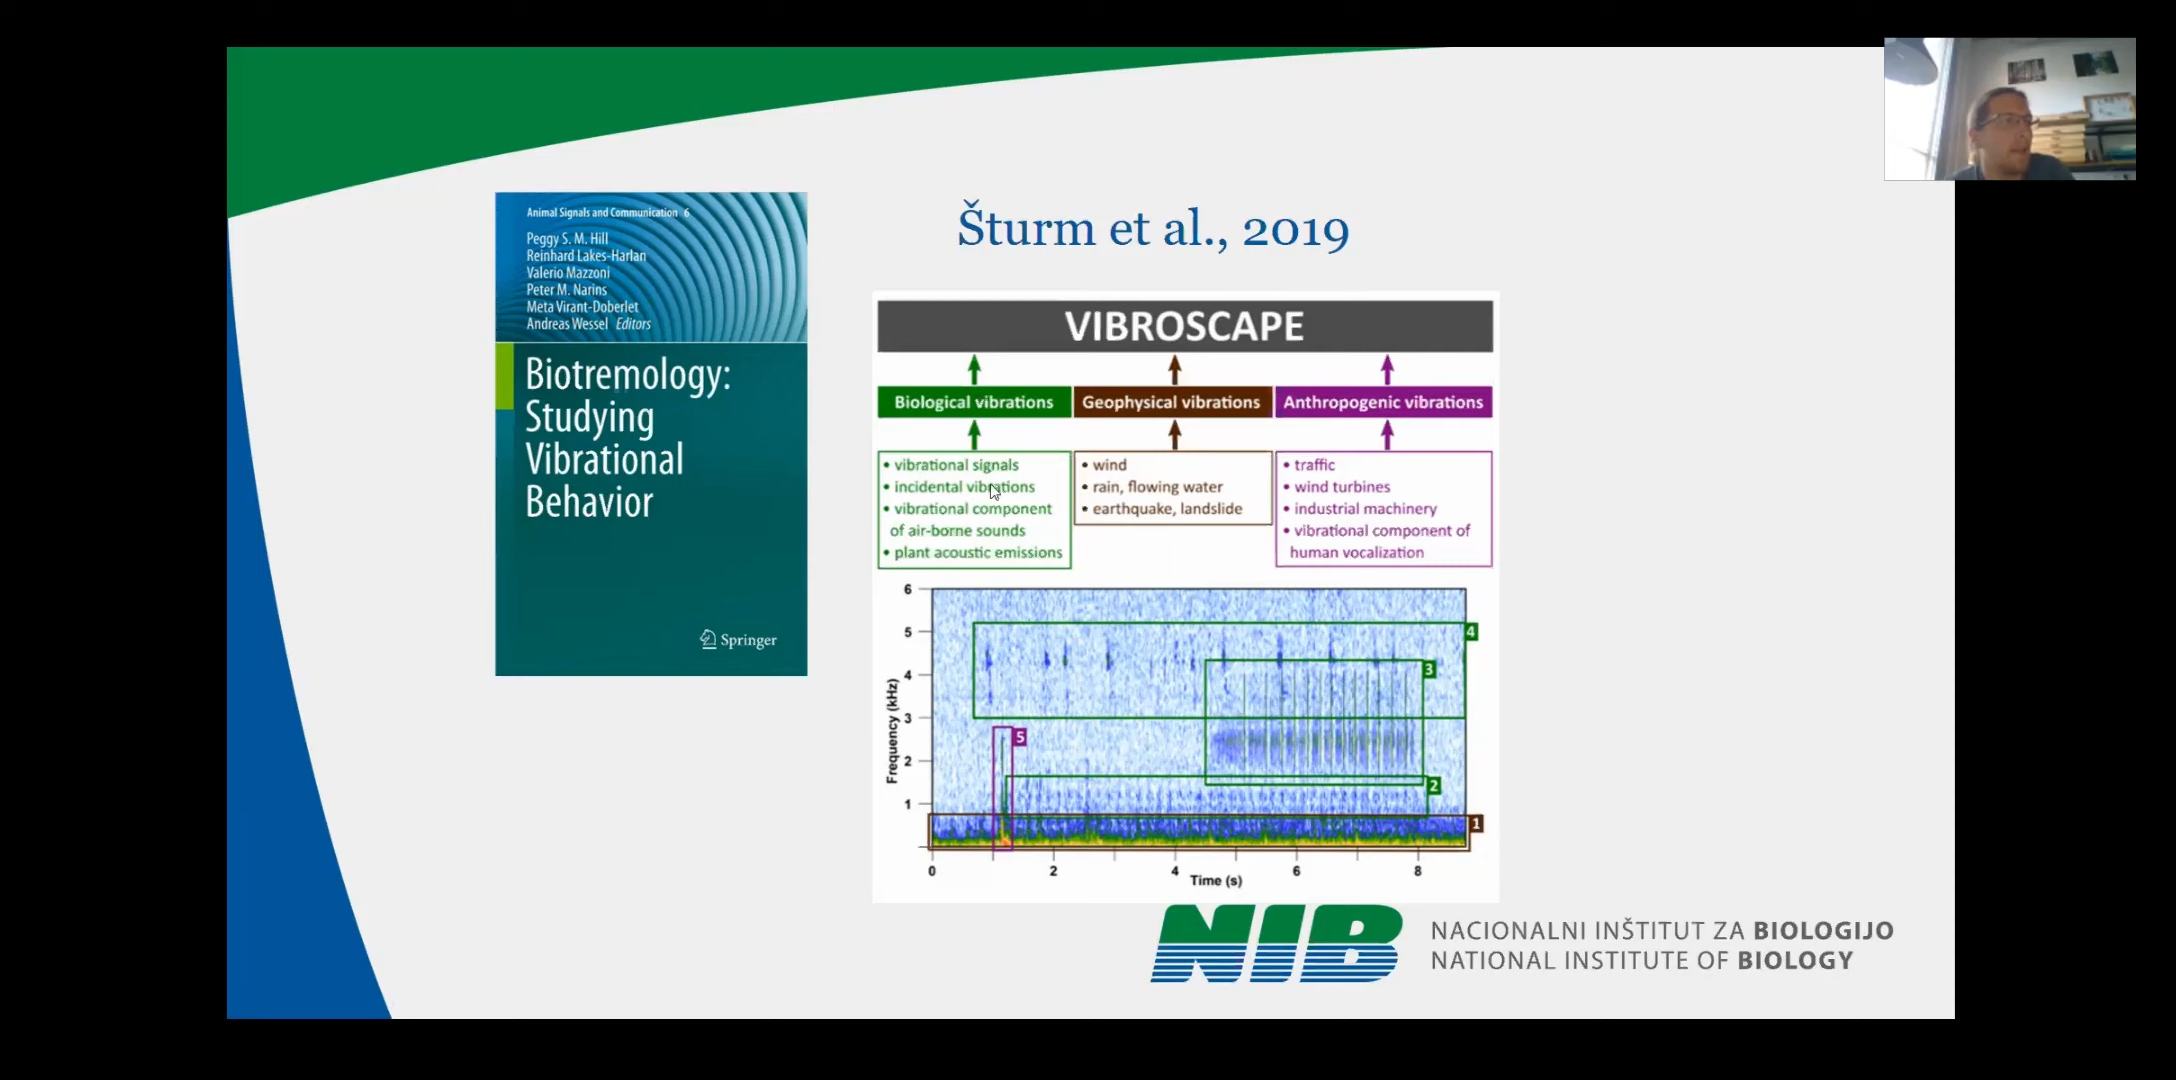 Animal Signals and Communication 6
Peggy S. M. Hill
Reinhard Lakes-Harlan
Valerio Mazzoni
Peter M. Narins
Meta Virant-Doberlet
Andreas Wessel Editors
Biotremology:
Studying
Vibrational
Behavior
Springer
Šturm et al., 2019
VIBROSCAPE
Biological vibrations
Geophysical vibrations
Anthropogenic vibrations
• vibrational signals
• incidental vibrations
• vibrational component
of air-borne sounds
• plant acoustic emissions
• wind
• rain, flowing water
• earthquake, landslide
• traffic
• wind turbines
• industrial machinery
• vibrational component of
human vocalization
Frequency (kHz)
6
5
4
3
2
1
4
3
5
2
1
0 2 4 6 8
Time (s)
NIB
NACIONALNI INŠTITUT ZA BIOLOGIJO
NATIONAL INSTITUTE OF BIOLOGY